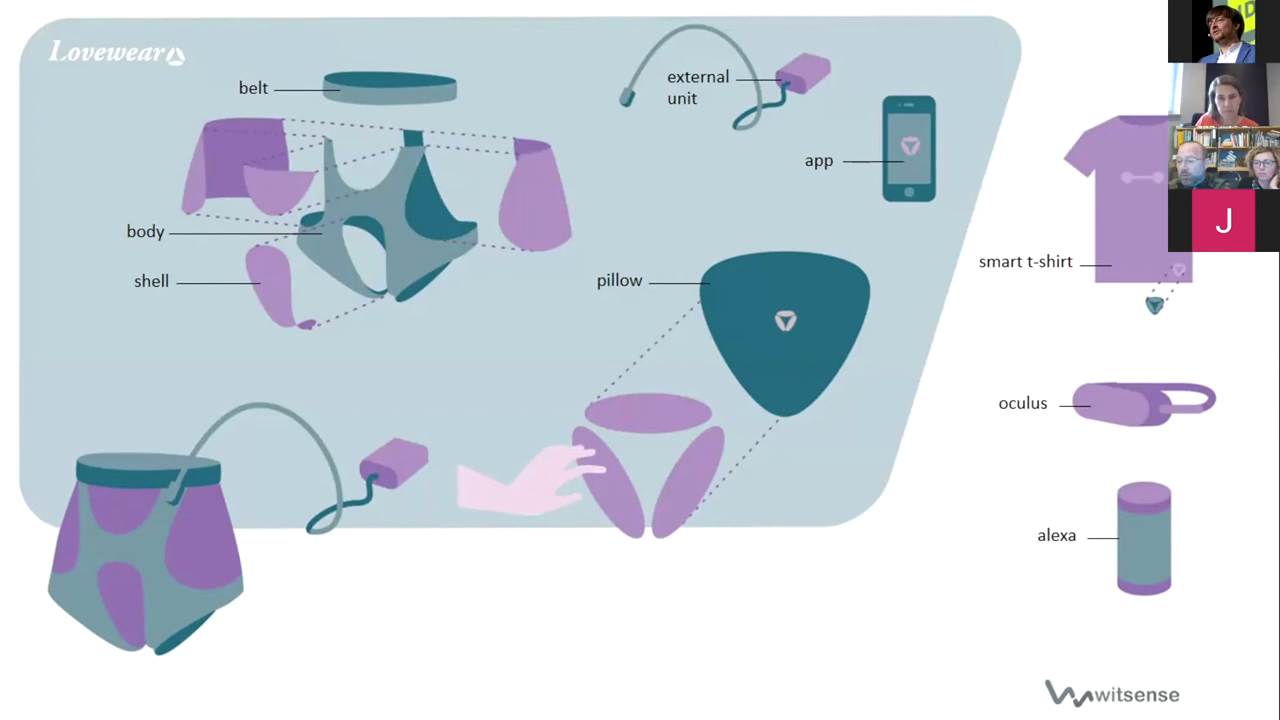 Lovewear
belt
external
unit
app
body
shell
pillow
smart t-shirt
oculus
alexa
witsense
J